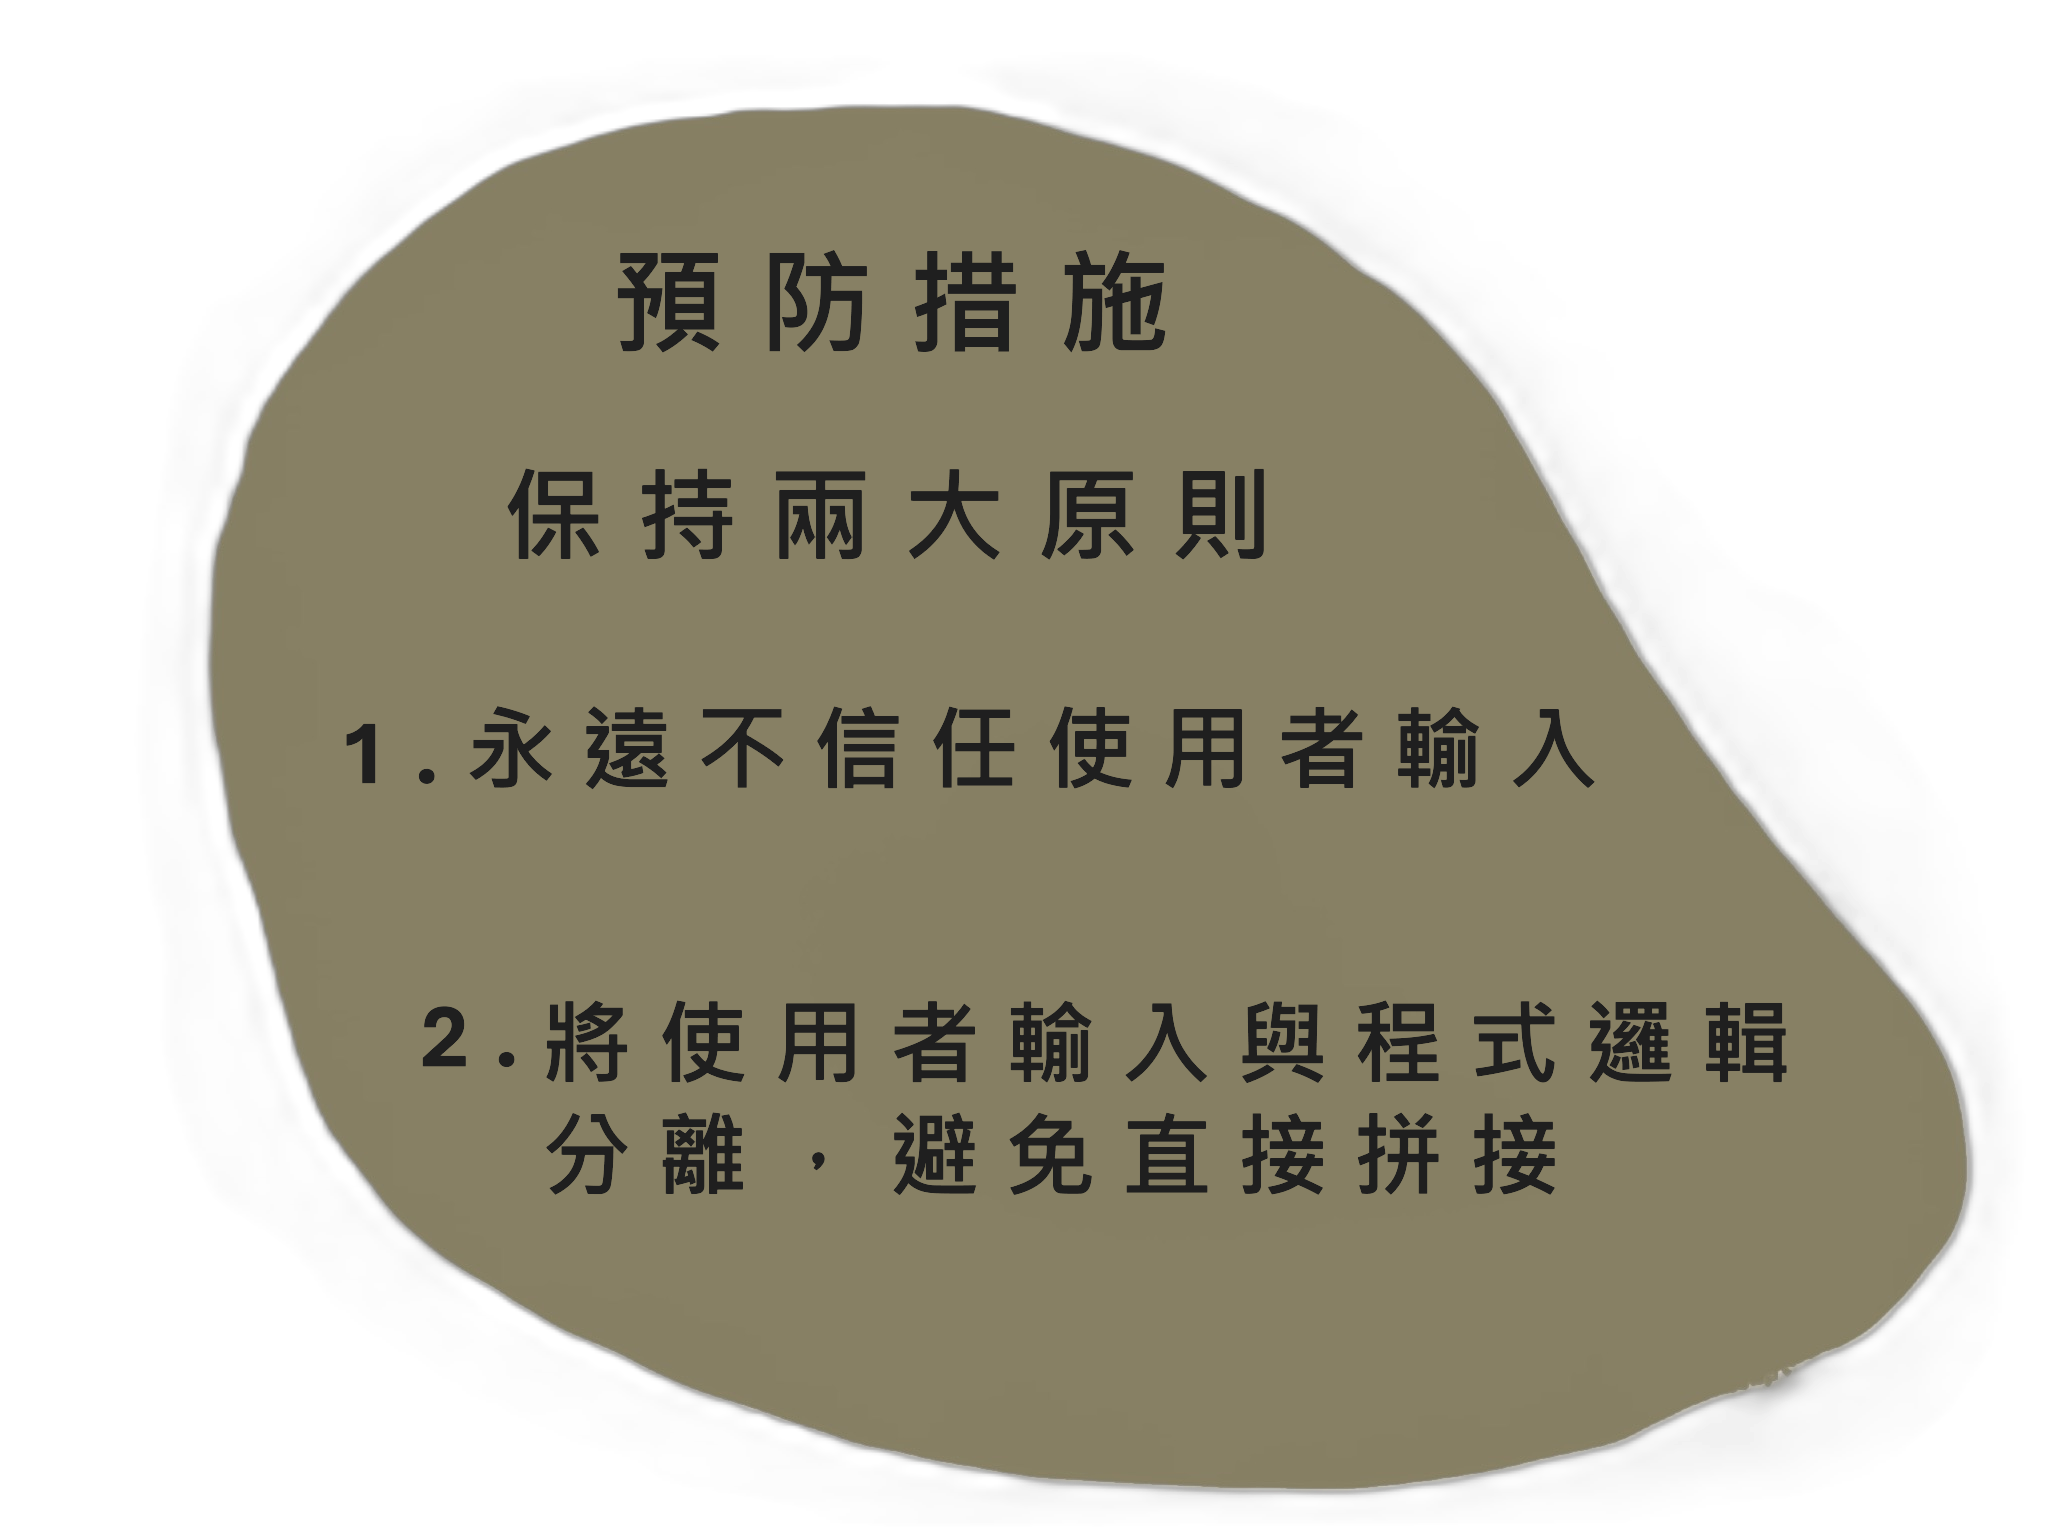 預防措施
保持兩大原則
1.永遠不信任使用者輸入
2.將使用者輸入與程式邏輯
分離，避免直接拼接